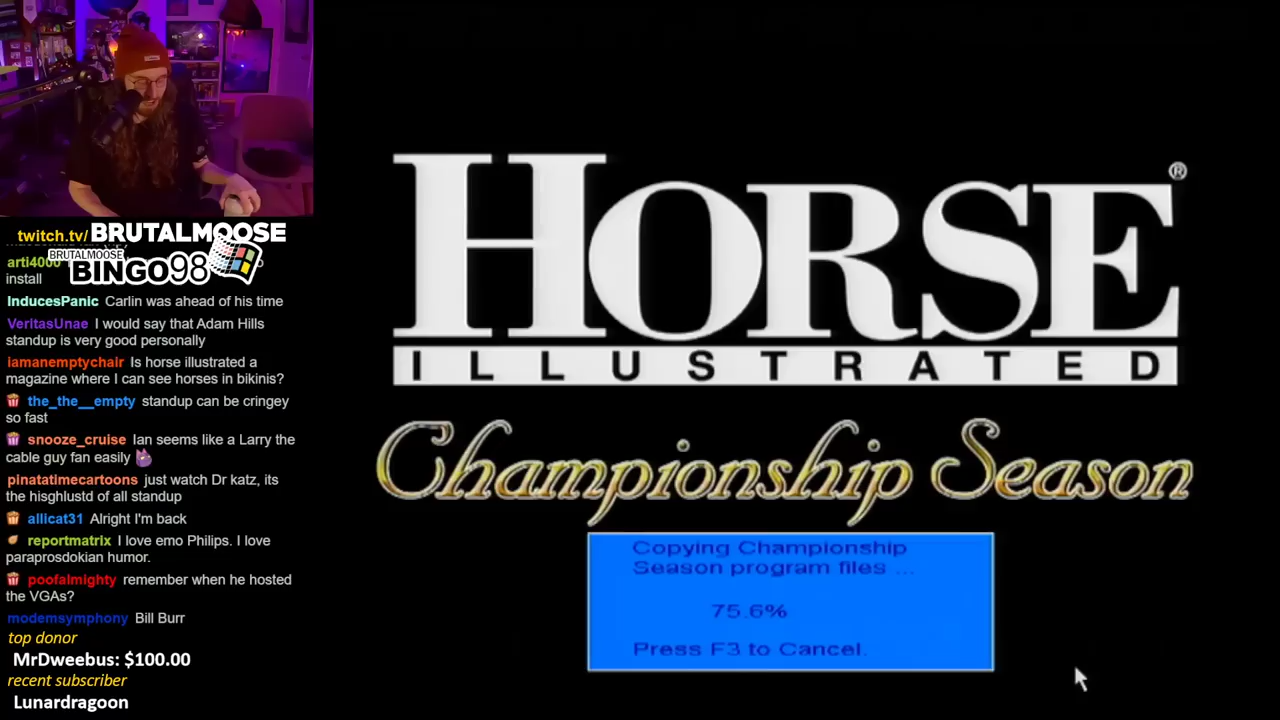 twitch.tv/BRUTALMOOSE
BRUTALMOOSE
BINGO98
arti4000
install
InducesPanic Carlin was ahead of his time
VeritasUnae I would say that Adam Hills
standup is very good personally
iamanemptychair Is horse illustrated a
magazine where I can see horses in bikinis?
the_the__empty standup can be cringey
so fast
snooze_cruise Ian seems like a Larry the
cable guy fan easily
pinatatimecartoons just watch Dr katz, its
the hisghlustd of all standup
allicat31 Alright I'm back
reportmatrix I love emo Philips. I love
paraprosdokian humor.
poofalmighty remember when he hosted
the VGAs?
modemsymphony Bill Burr
top donor
MrDweebus: $100.00
recent subscriber
Lunardragoon
HORSE®
ILLUSTRATED
Championship Season
Copying Championship
Season program files ...
75.6%
Press F3 to Cancel.